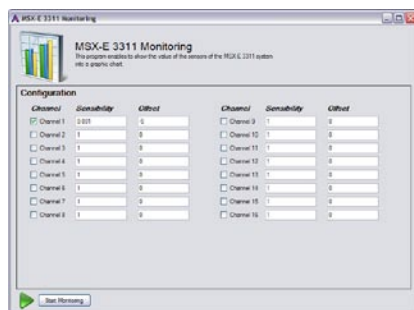 MSX-E 3311 Monitoring
MSX-E 3311 Monitoring
This program enables to show the value of the sensors of the MSX-E 3311 system
into a graphic chart.
Configuration
Channel Sensibility Offset Channel Sensibility Offset
Channel 1 0 Channel 9 1 0
Channel 2 1 0 Channel 10 1 0
Channel 3 1 0 Channel 11 1 0
Channel 4 1 0 Channel 12 1 0
Channel 5 1 0 Channel 13 1 0
Channel 6 1 0 Channel 14 1 0
Channel 7 1 0 Channel 15 1 0
Channel 8 1 0 Channel 16 1 0
Start Monitoring